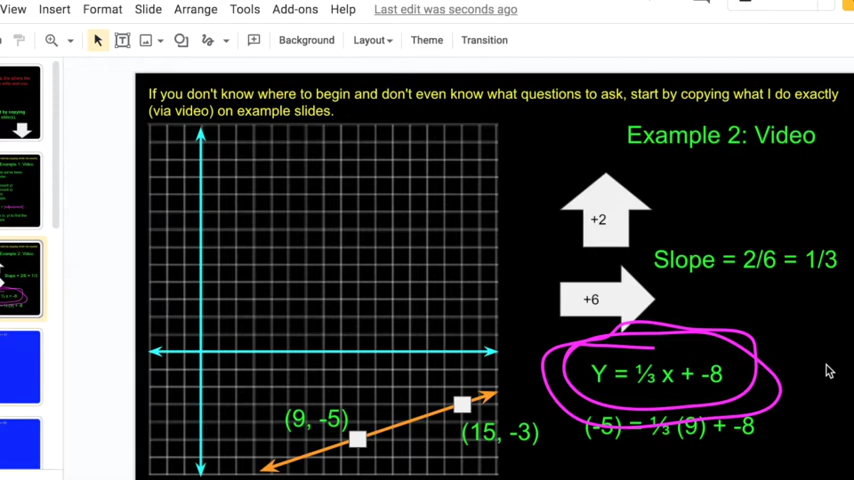 View Insert Format Slide Arrange Tools Add-ons Help Last edit was seconds ago
Background Layout Theme Transition
If you don't know where to begin and don't even know what questions to ask, start by copying what I do exactly
(via video) on example slides.
Example 2: Video
+2
Slope = 2/6 = 1/3
+6
Y = ⅓ x + -8
(9, -5)
(15, -3)
(-5) = ⅓ (9) + -8